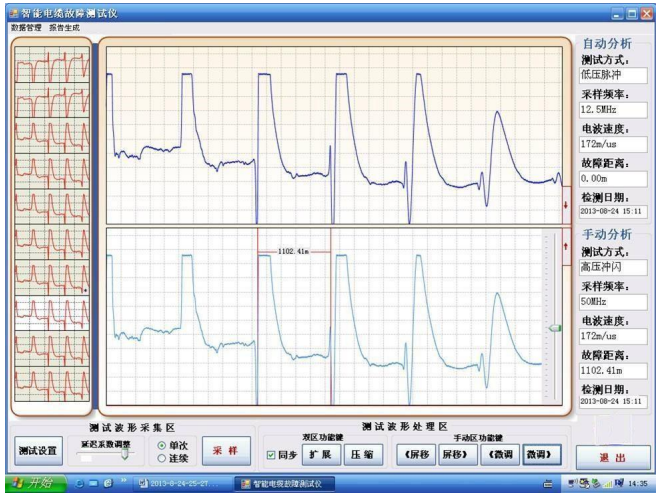 智能电缆故障测试仪
数据管理 报告生成
自动分析
测试方式:
低压脉冲
采样频率:
12.5MHz
电波速度:
172m/us
故障距离:
0.00m
检测日期:
2013-08-24 15:11
1102.41m
手动分析
测试方式:
高压冲闪
采样频率:
50MHz
电波速度:
172m/us
故障距离:
1102.41m
检测日期:
2013-08-24 15:11
测试波形采集区
测试设置
延迟系数调整
单次
连续
采 样
测试波形处理区
双区功能键
同步
扩 展
压 缩
手动区功能键
《屏移
屏移》
《微调
微调》
退 出
开始
2013-8-24-25-27...
智能电缆故障测试仪
14:35